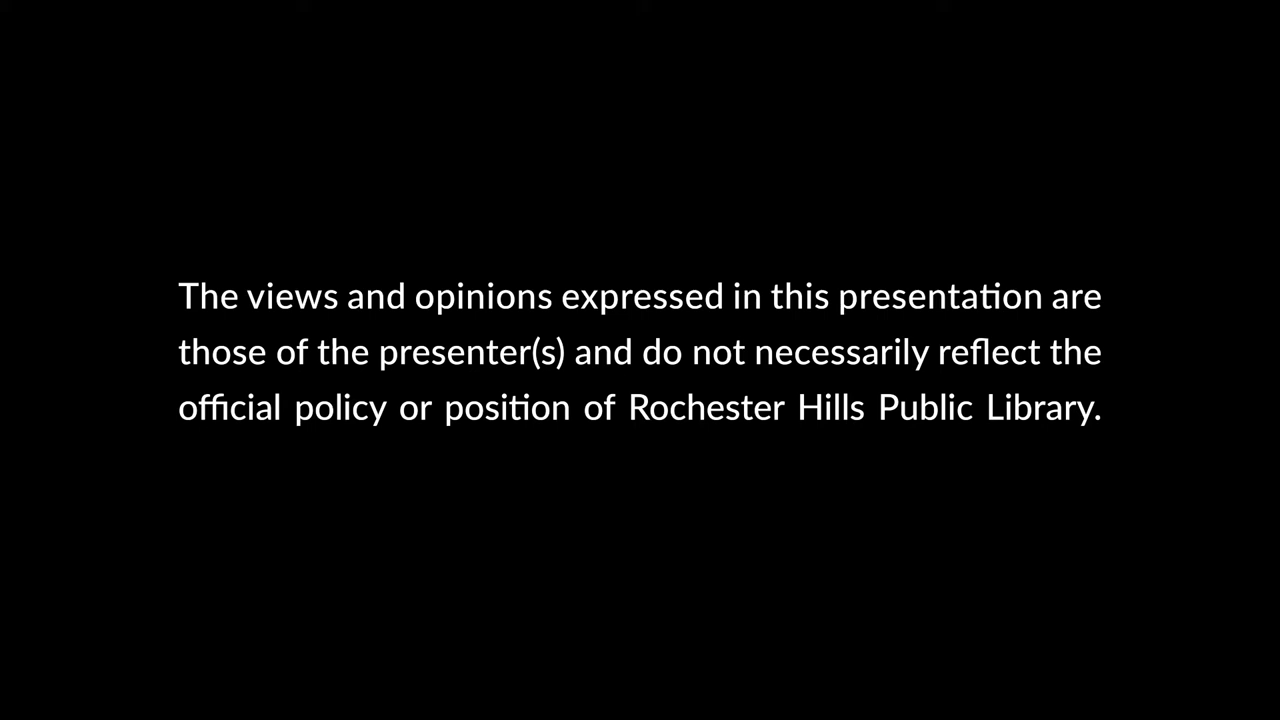 The views and opinions expressed in this presentation are
those of the presenter(s) and do not necessarily reflect the
official policy or position of Rochester Hills Public Library.